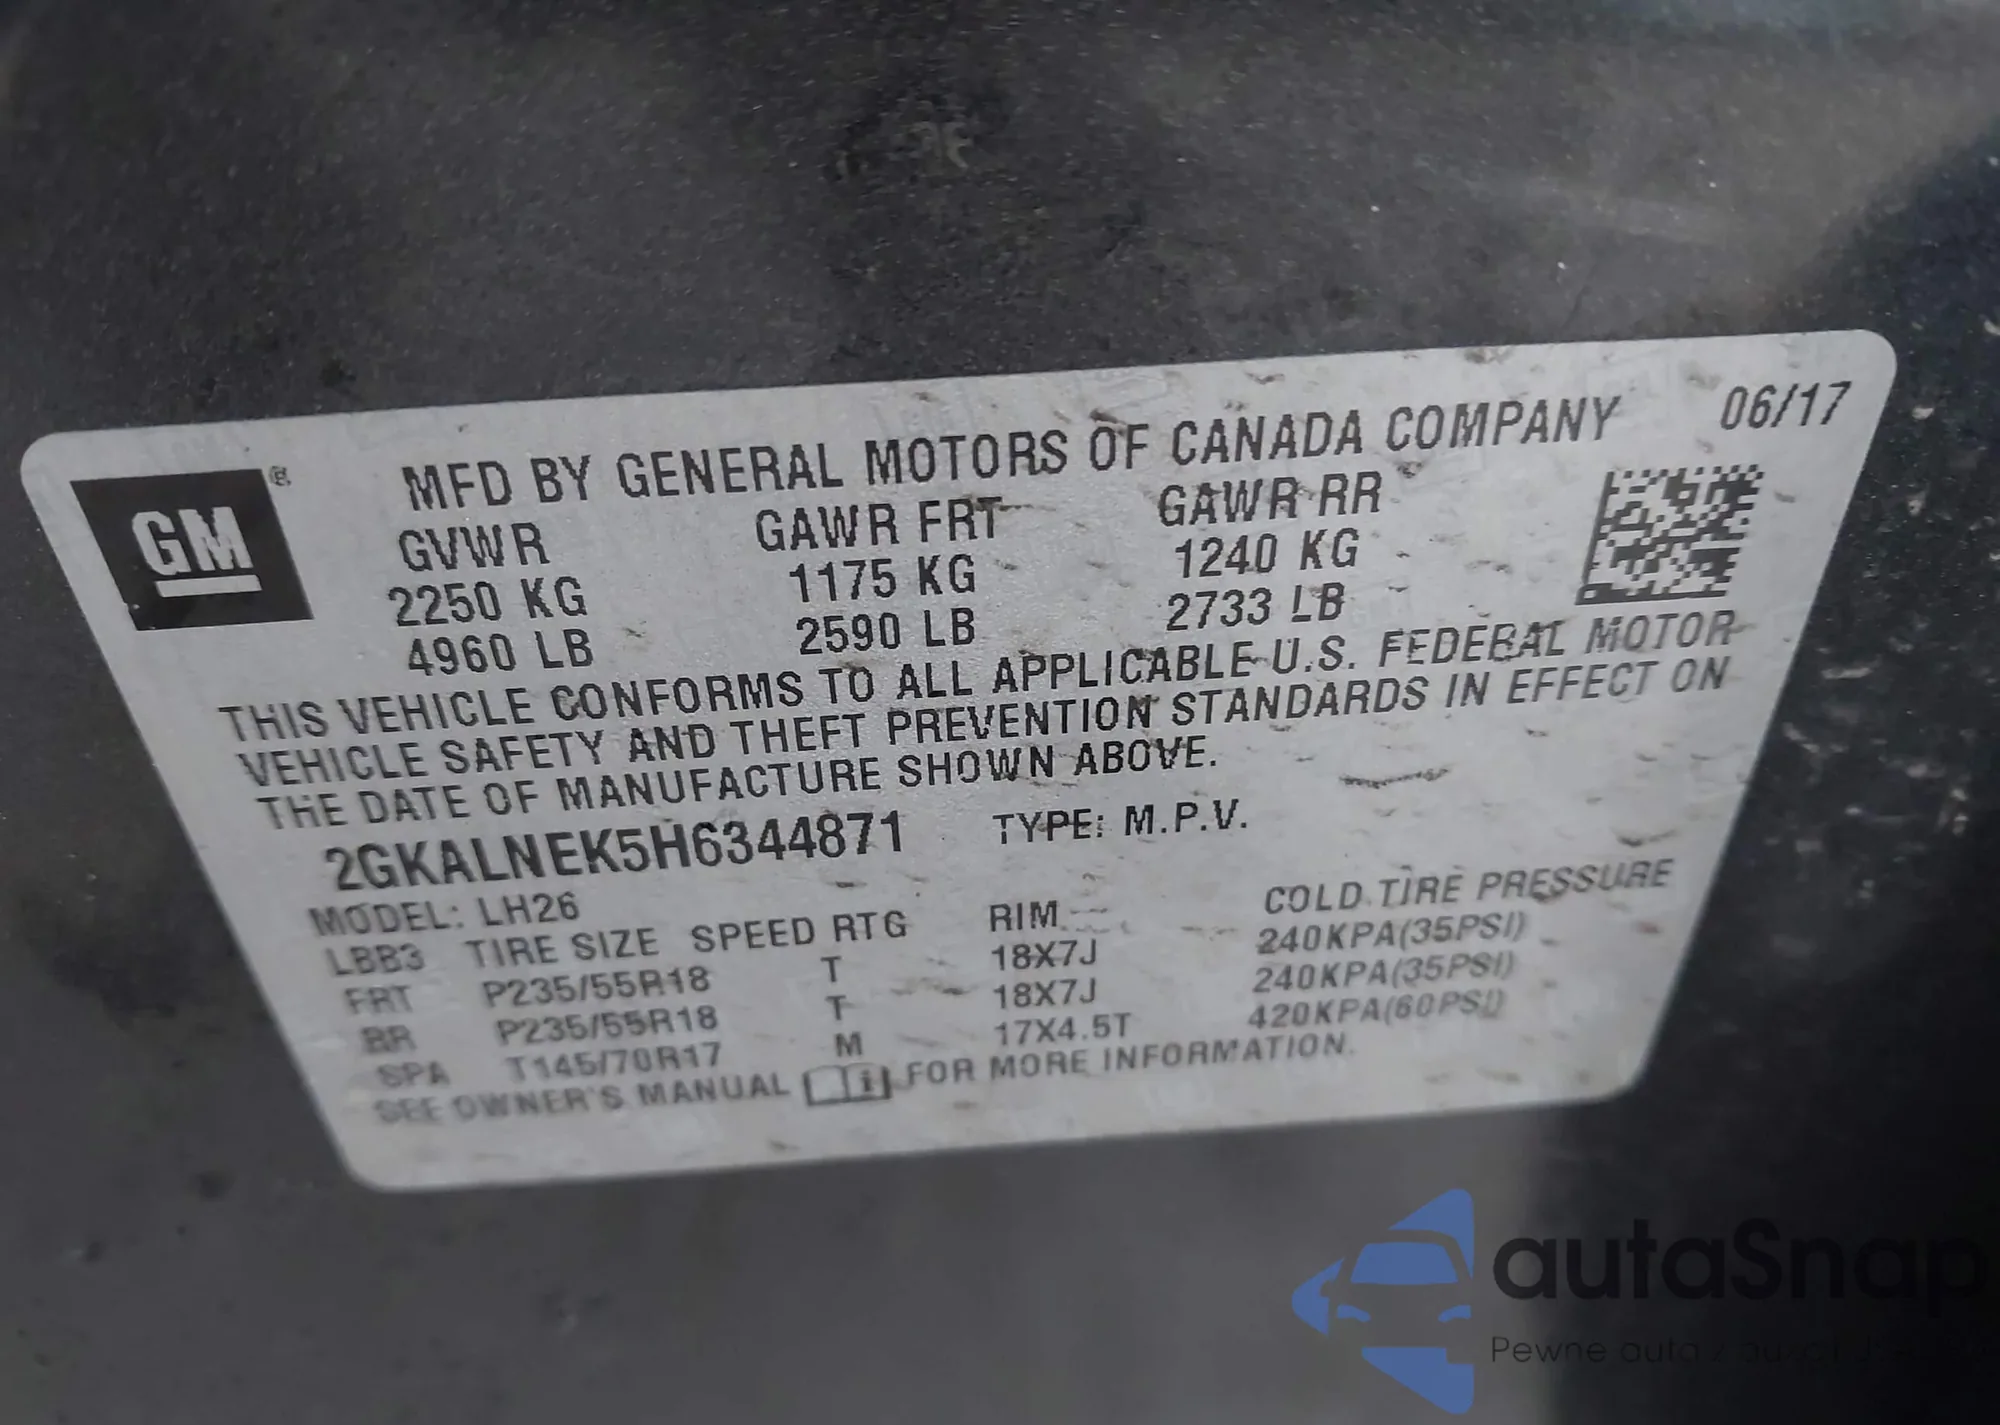 GM ®
MFD BY GENERAL MOTORS OF CANADA COMPANY 06/17
GVWR GAWR FRT GAWR RR
2250 KG 1175 KG 1240 KG
4960 LB 2590 LB 2733 LB
THIS VEHICLE CONFORMS TO ALL APPLICABLE U.S. FEDERAL MOTOR
VEHICLE SAFETY AND THEFT PREVENTION STANDARDS IN EFFECT ON
THE DATE OF MANUFACTURE SHOWN ABOVE.
2GKALNEK5H6344871 TYPE: M.P.V.
MODEL: LH26
LBB3 TIRE SIZE SPEED RTG RIM COLD TIRE PRESSURE
FRT P235/55R18 T 18X7J 240KPA(35PSI)
RR P235/55R18 T 18X7J 240KPA(35PSI)
SPA T145/70R17 M 17X4.5T 420KPA(60PSI)
SEE OWNER'S MANUAL i FOR MORE INFORMATION.
autaSnap
Pewne auta z